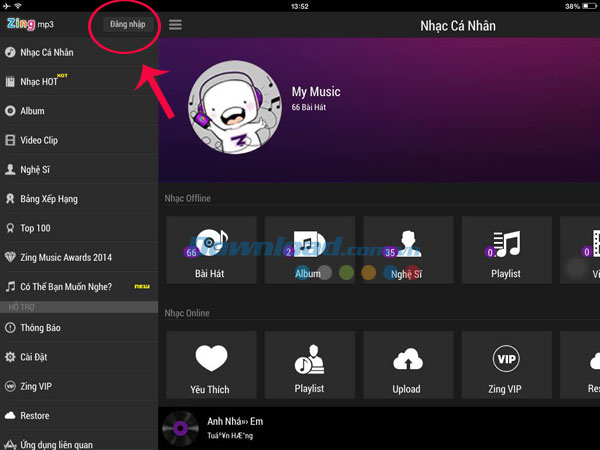 13:52
38%
Zing mp3
Đăng nhập
Nhạc Cá Nhân
Nhạc HOT HOT
Album
Video Clip
Nghệ Sĩ
Bảng Xếp Hạng
Top 100
Zing Music Awards 2014
Có Thể Bạn Muốn Nghe? NEW
HỖ TRỢ
Thông Báo
Cài Đặt
Zing VIP
Restore
Ứng dụng liên quan
Nhạc Cá Nhân
My Music
66 Bài Hát
Nhạc Offline
66
2
35
0
0
Bài Hát
Album
Nghệ Sĩ
Playlist
Download.com.vn
Nhạc Online
VIP
Yêu Thích
Playlist
Upload
Zing VIP
Anh Nhá»› Em
Tuáº¥n HÆ°ng